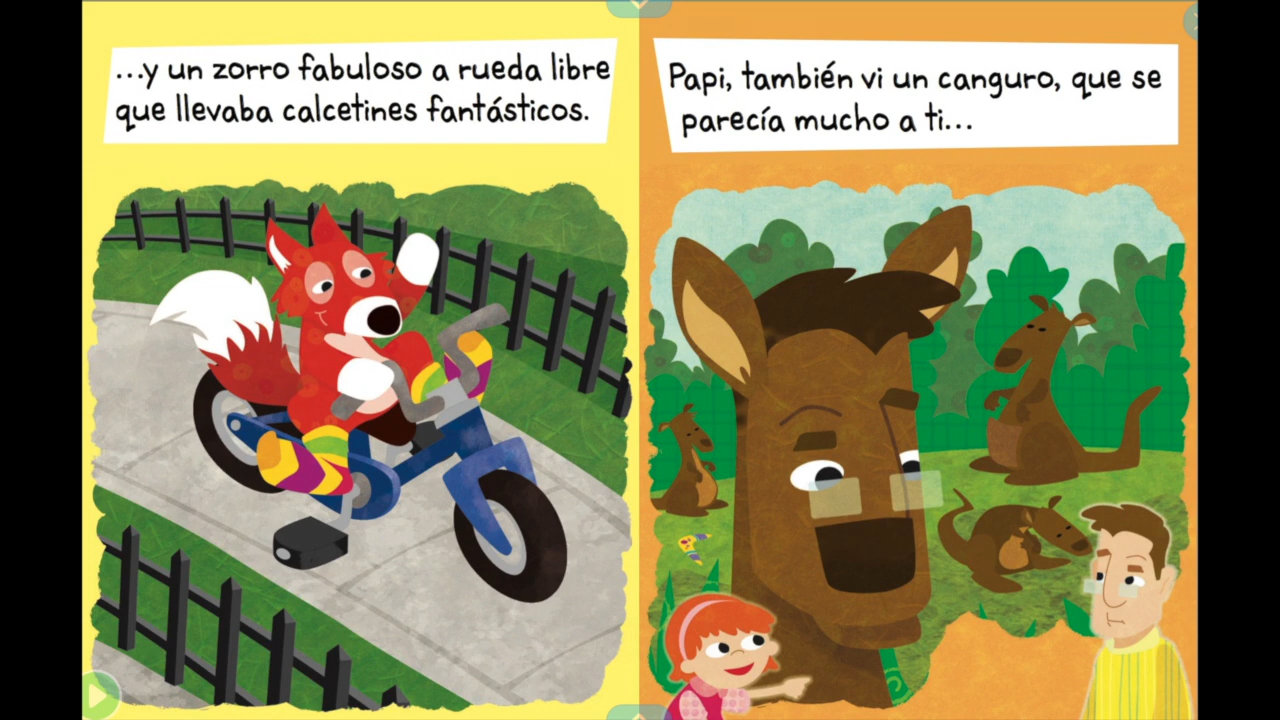 ...y un zorro fabuloso a rueda libre
que llevaba calcetines fantásticos.
Papi, también vi un canguro, que se
parecía mucho a ti...